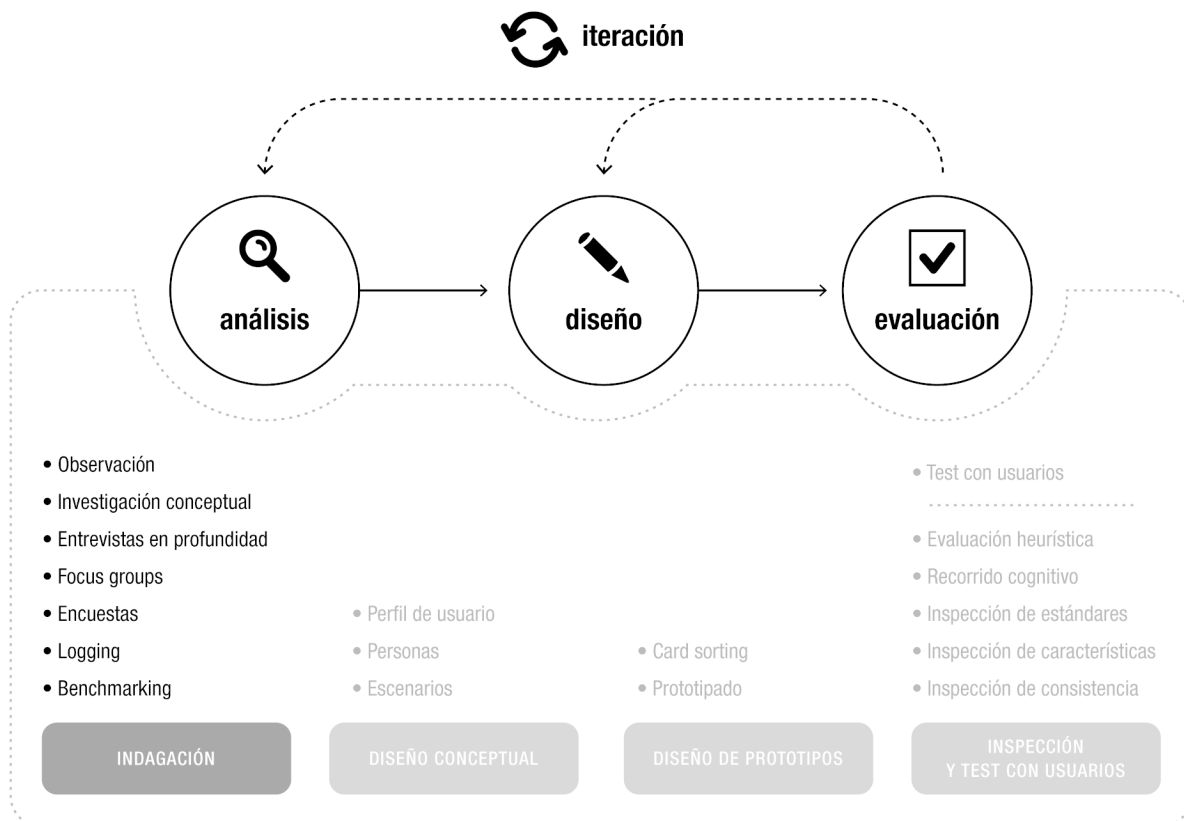 iteración
análisis
diseño
evaluación
• Observación
• Investigación conceptual
• Entrevistas en profundidad
• Focus groups
• Encuestas
• Logging
• Benchmarking
INDAGACIÓN
• Perfil de usuario
• Personas
• Escenarios
DISEÑO CONCEPTUAL
• Card sorting
• Prototipado
DISEÑO DE PROTOTIPOS
• Test con usuarios
• Evaluación heurística
• Recorrido cognitivo
• Inspección de estándares
• Inspección de características
• Inspección de consistencia
INSPECCIÓN
Y TEST CON USUARIOS